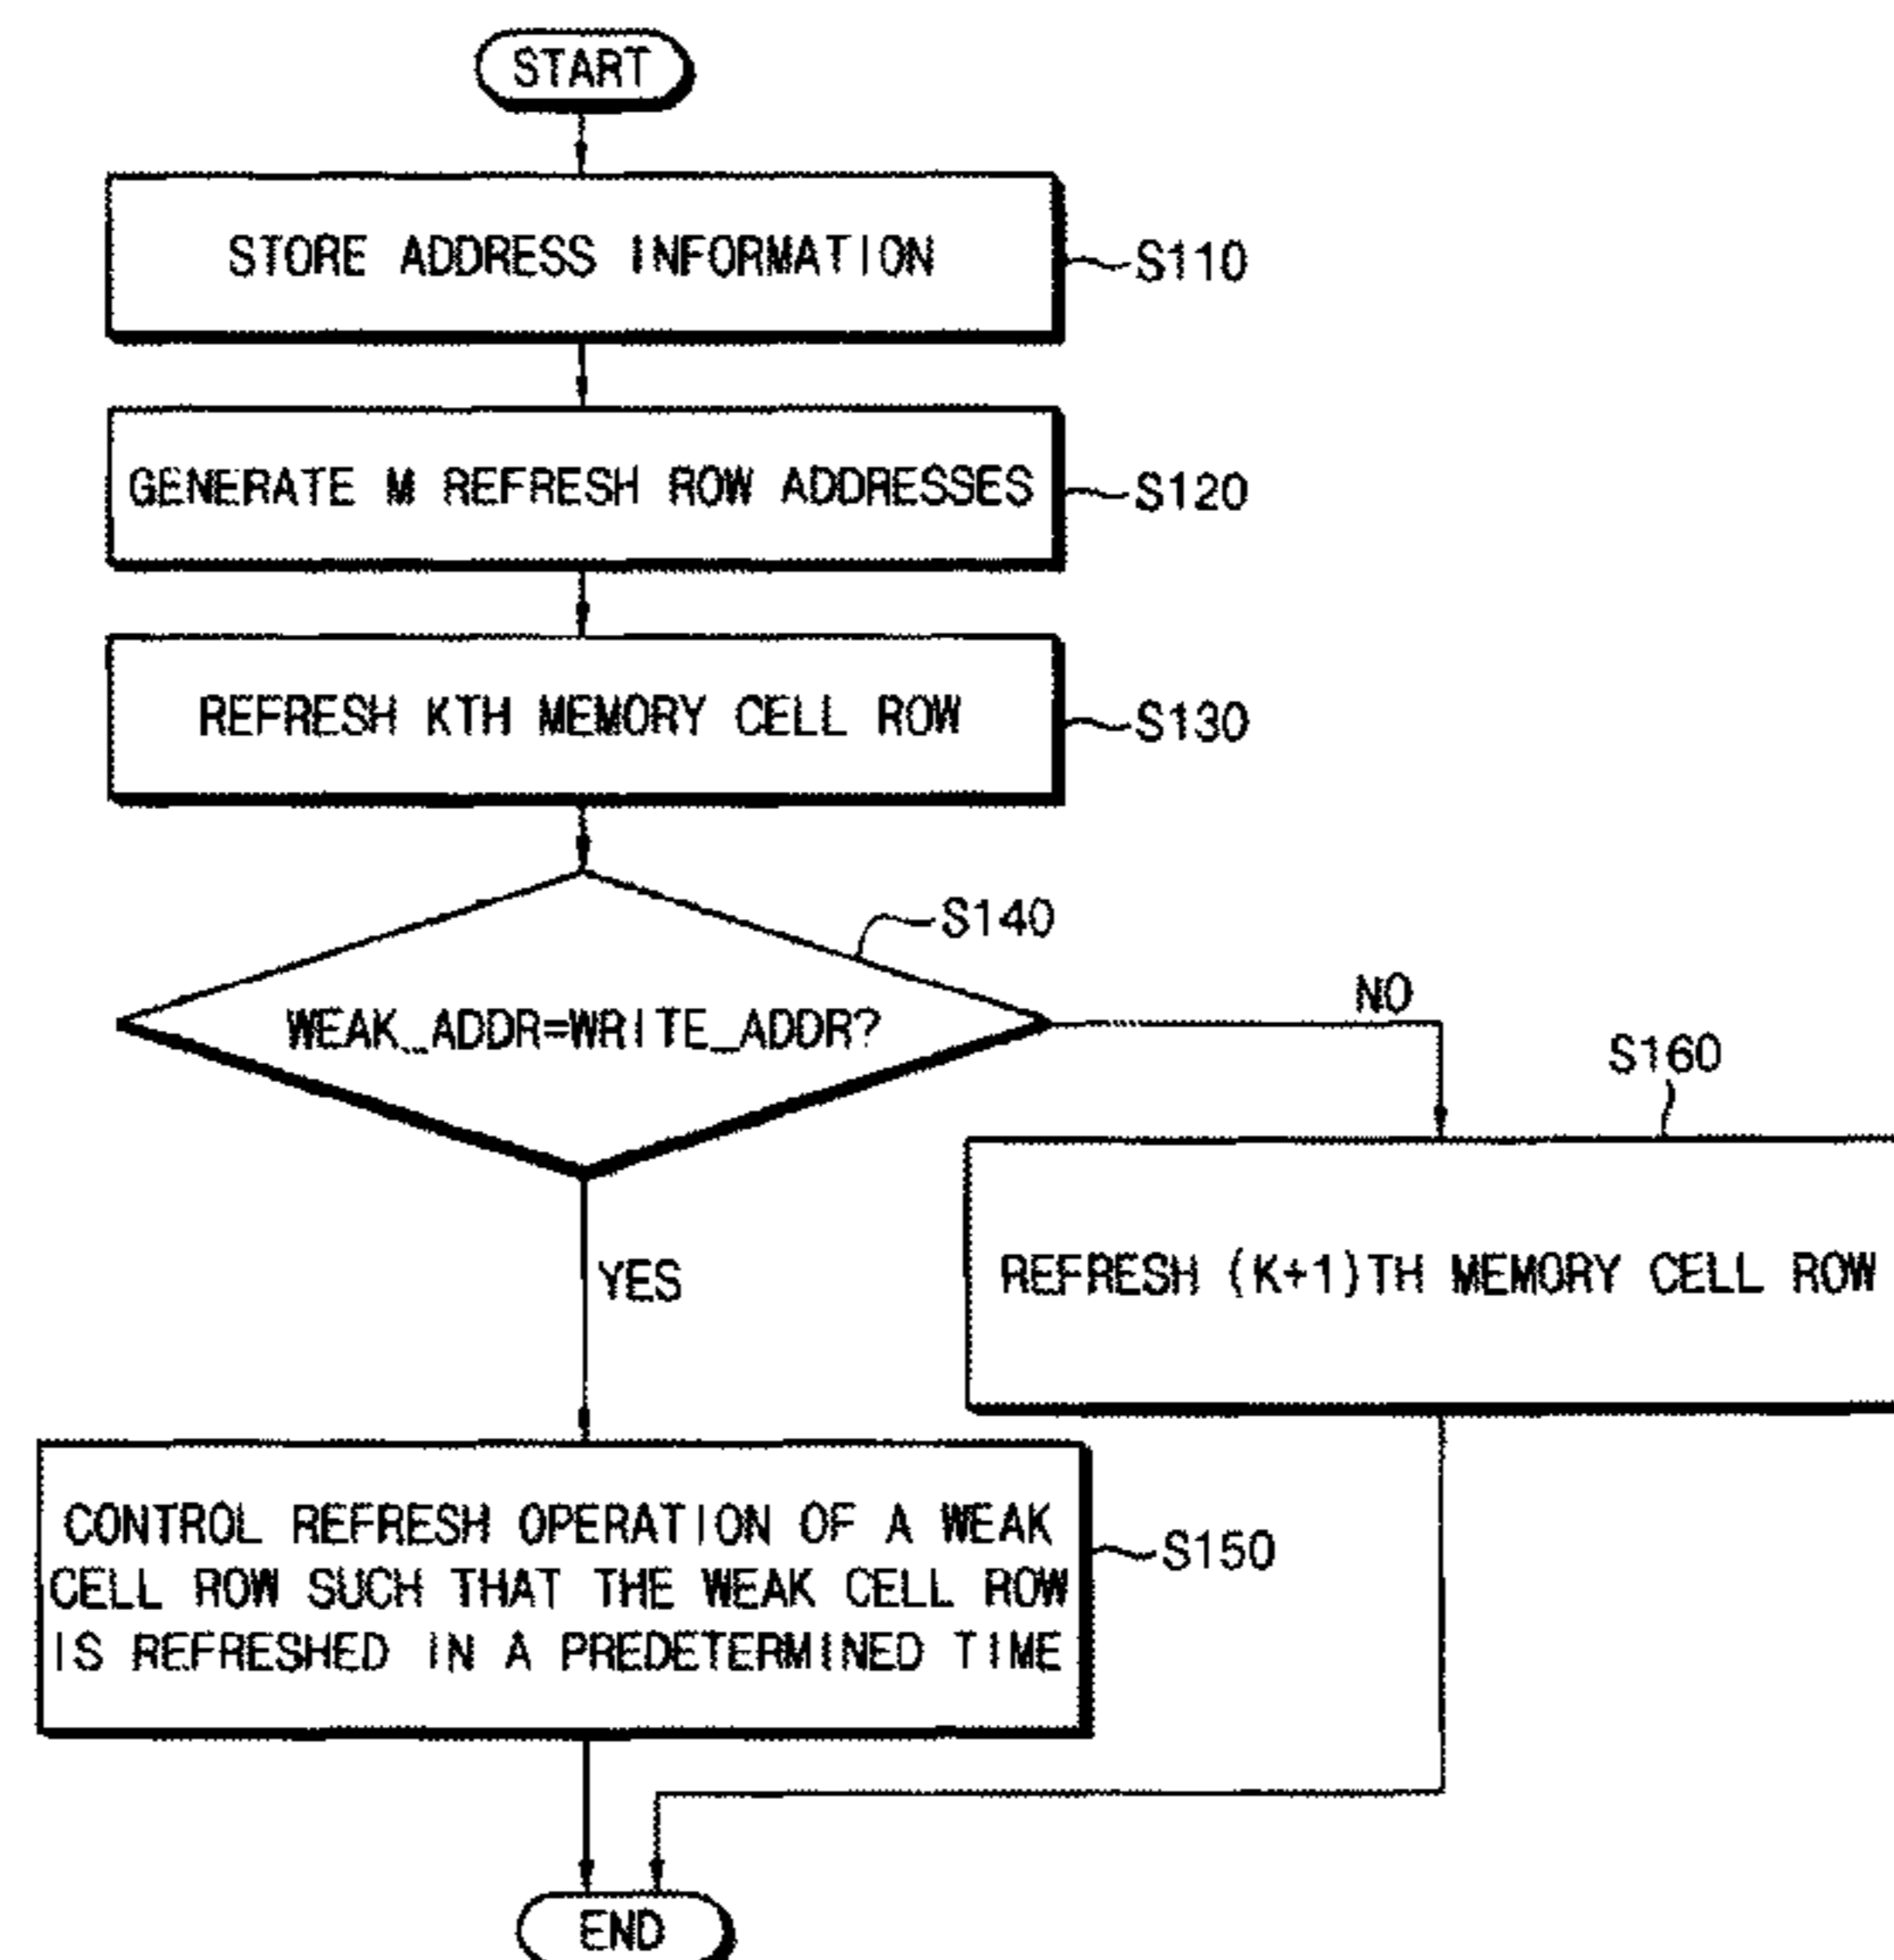 START
STORE ADDRESS INFORMATION
S110
GENERATE M REFRESH ROW ADDRESSES
S120
REFRESH KTH MEMORY CELL ROW
S130
S140
WEAK_ADDR=WRITE_ADDR?
NO
S160
REFRESH (K+1)TH MEMORY CELL ROW
YES
CONTROL REFRESH OPERATION OF A WEAK
CELL ROW SUCH THAT THE WEAK CELL ROW
IS REFRESHED IN A PREDETERMINED TIME
S150
END